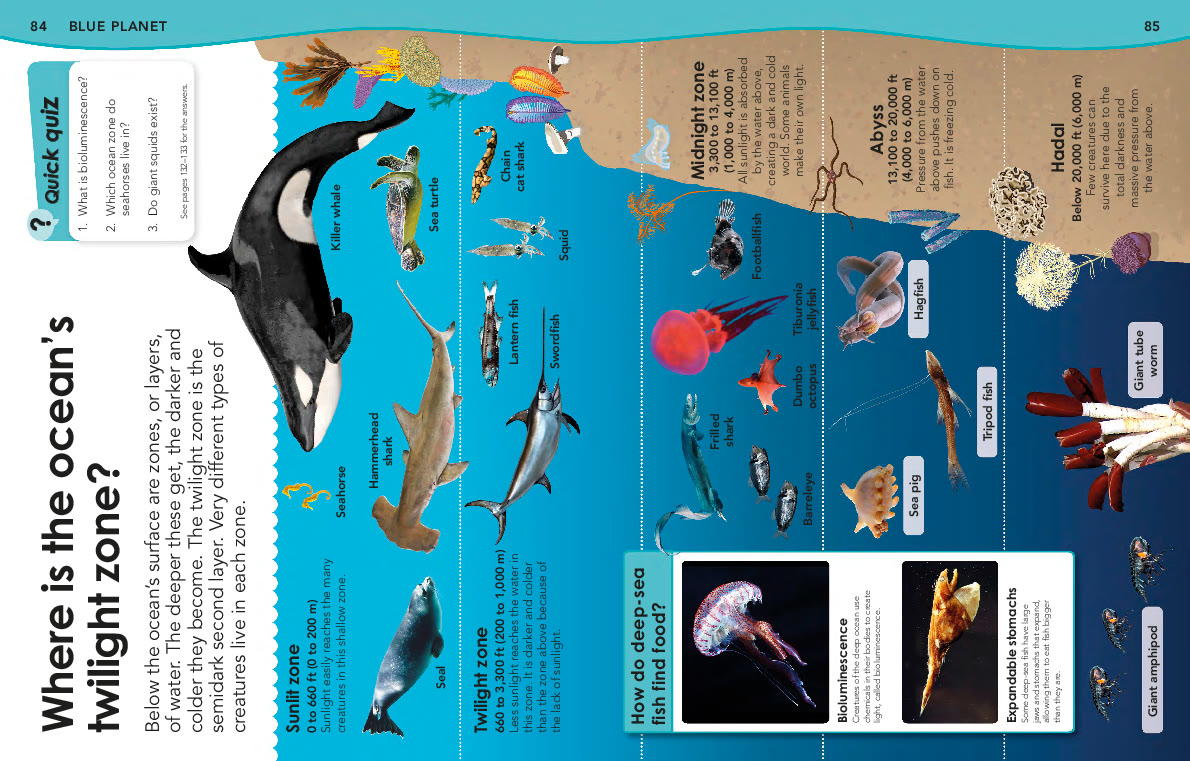 84 BLUE PLANET
85
Where is the ocean's
twilight zone?
Below the ocean's surface are zones, or layers,
of water. The deeper these get, the darker and
colder they become. The twilight zone is the
semidark second layer. Very different types of
creatures live in each zone.
? Quick quiz
1. What is bioluminescence?
2. Which ocean zone do
seahorses live in?
3. Do giant squids exist?
See pages 132–133 for the answers.
Sunlit zone
0 to 660 ft (0 to 200 m)
Sunlight easily reaches the many
creatures in this shallow zone.
Seal
Seahorse
Hammerhead
shark
Killer whale
Sea turtle
Twilight zone
660 to 3,300 ft (200 to 1,000 m)
Less sunlight reaches the water in
this zone. It is darker and colder
than the zone above because of
the lack of sunlight.
Swordfish
Lantern fish
Squid
Chain
cat shark
How do deep-sea
fish find food?
Bioluminescence
Creatures of the deep ocean use
chemicals in their bodies to create
light, called bioluminescence.
Expandable stomachs
Some deep-sea fish have large
jaws and stomachs that expand,
allowing them to eat fish bigger
than they are.
Midnight zone
3,300 to 13,100 ft
(1,000 to 4,000 m)
All sunlight is absorbed
by the water above,
creating a dark and cold
world. Some animals
make their own light.
Frilled
shark
Barreleye
Dumbo
octopus
Tiburonia
jellyfish
Footballfish
Abyss
13,100 to 20,000 ft
(4,000 to 6,000 m)
Pressure from the water
above pushes down on
fish. It is freezing cold.
Sea pig
Tripod fish
Hagfish
Hadal
Below 20,000 ft (6,000 m)
Few creatures can
survive here due to the
total darkness and
massive pressure from
the water above.
Giant amphipod
Giant tube
worm